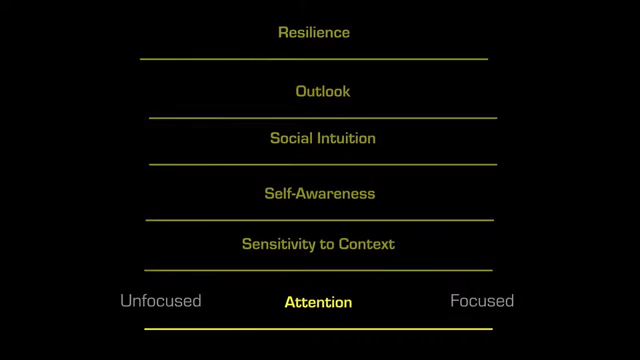 Resilience
Outlook
Social Intuition
Self-Awareness
Sensitivity to Context
Unfocused Attention Focused